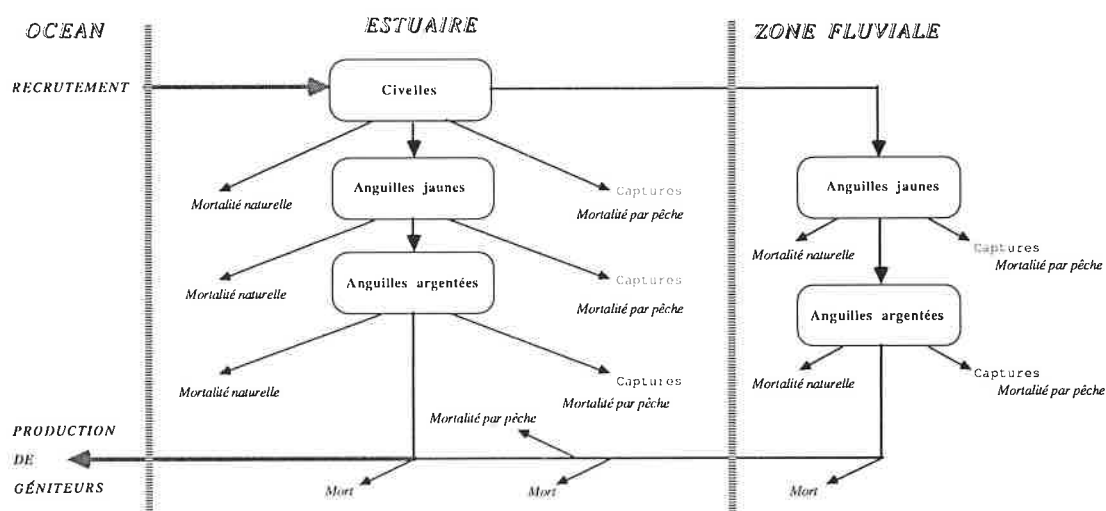 OCEAN
ESTUAIRE
ZONE FLUVIALE
RECRUTEMENT
Civelles
Anguilles jaunes
Anguilles jaunes
Mortalité naturelle
Captures
Mortalité par pêche
Mortalité naturelle
Captures
Mortalité par pêche
Anguilles argentées
Mortalité naturelle
Captures
Mortalité par pêche
Anguilles argentées
Mortalité naturelle
Captures
Mortalité par pêche
Mortalité naturelle
Captures
Mortalité par pêche
Mortalité par pêche
PRODUCTION
DE
GÉNITEURS
Mort
Mort
Mort